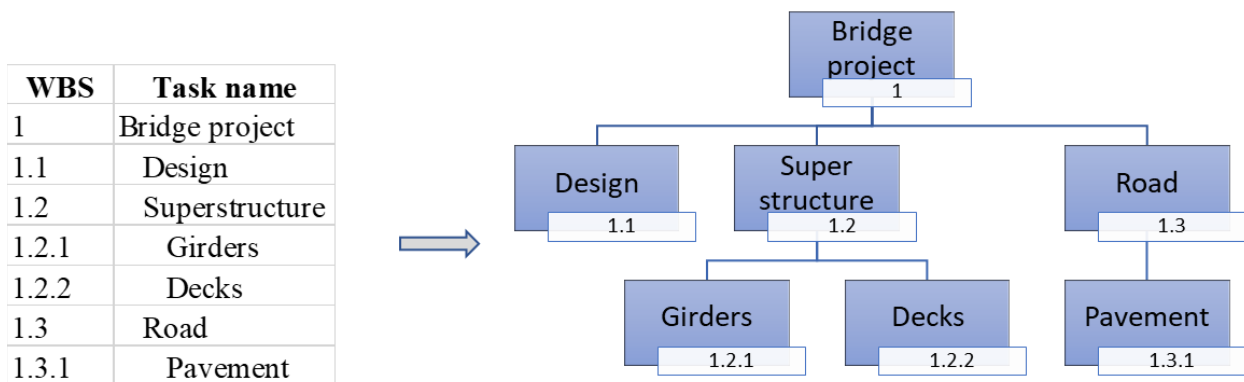 WBS Task name
1 Bridge project
1.1 Design
1.2 Superstructure
1.2.1 Girders
1.2.2 Decks
1.3 Road
1.3.1 Pavement
Bridge
project
1
Design
1.1
Super
structure
1.2
Road
1.3
Girders
1.2.1
Decks
1.2.2
Pavement
1.3.1